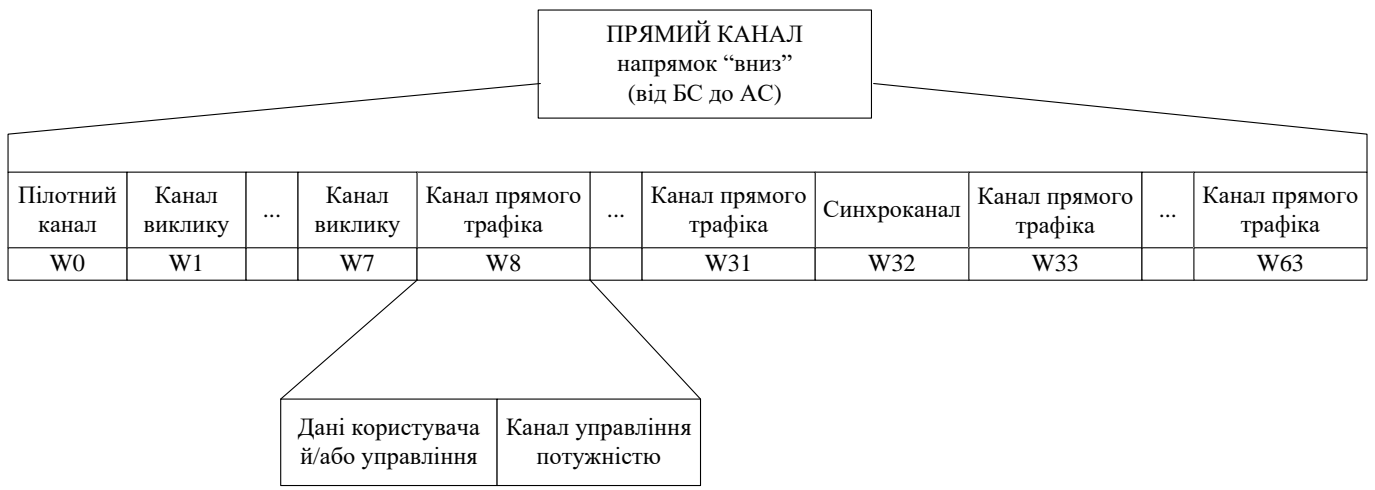 ПРЯМИЙ КАНАЛ
напрямок “вниз”
(від БС до АС)
Пілотний
канал
Канал
виклику
...
Канал
виклику
Канал прямого
трафіка
...
Канал прямого
трафіка
Синхроканал
Канал прямого
трафіка
...
Канал прямого
трафіка
W0
W1
W7
W8
W31
W32
W33
W63
Дані користувача
й/або управління
Канал управління
потужністю